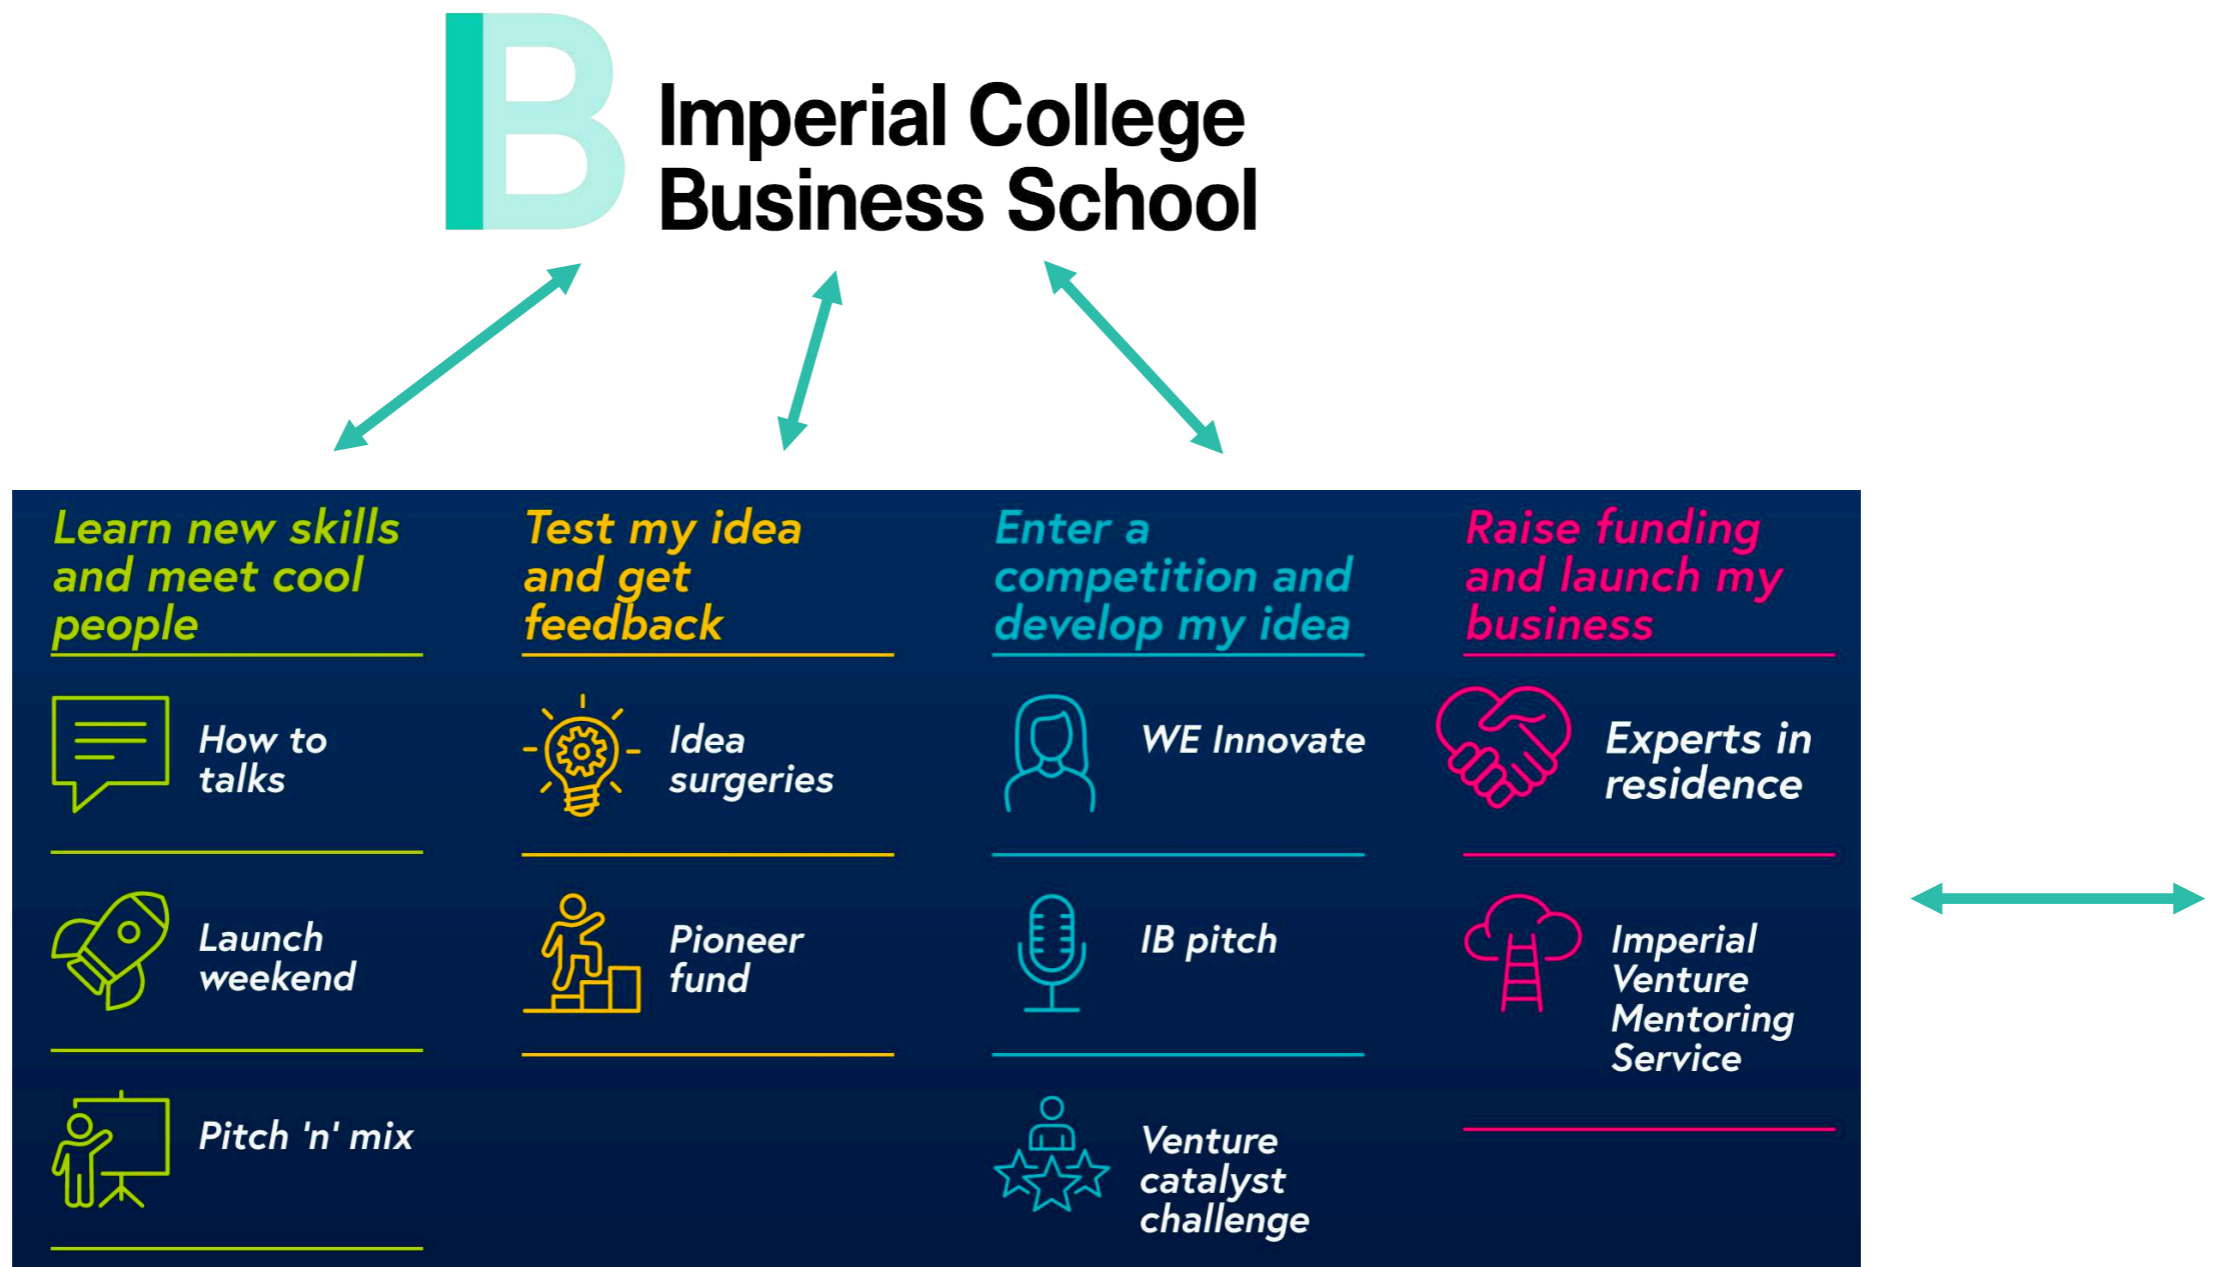 Imperial College
Business School
Learn new skills
and meet cool
people
How to
talks
Launch
weekend
Pitch 'n' mix
Test my idea
and get
feedback
Idea
surgeries
Pioneer
fund
Enter a
competition and
develop my idea
WE Innovate
IB pitch
Venture
catalyst
challenge
Raise funding
and launch my
business
Experts in
residence
Imperial
Venture
Mentoring
Service